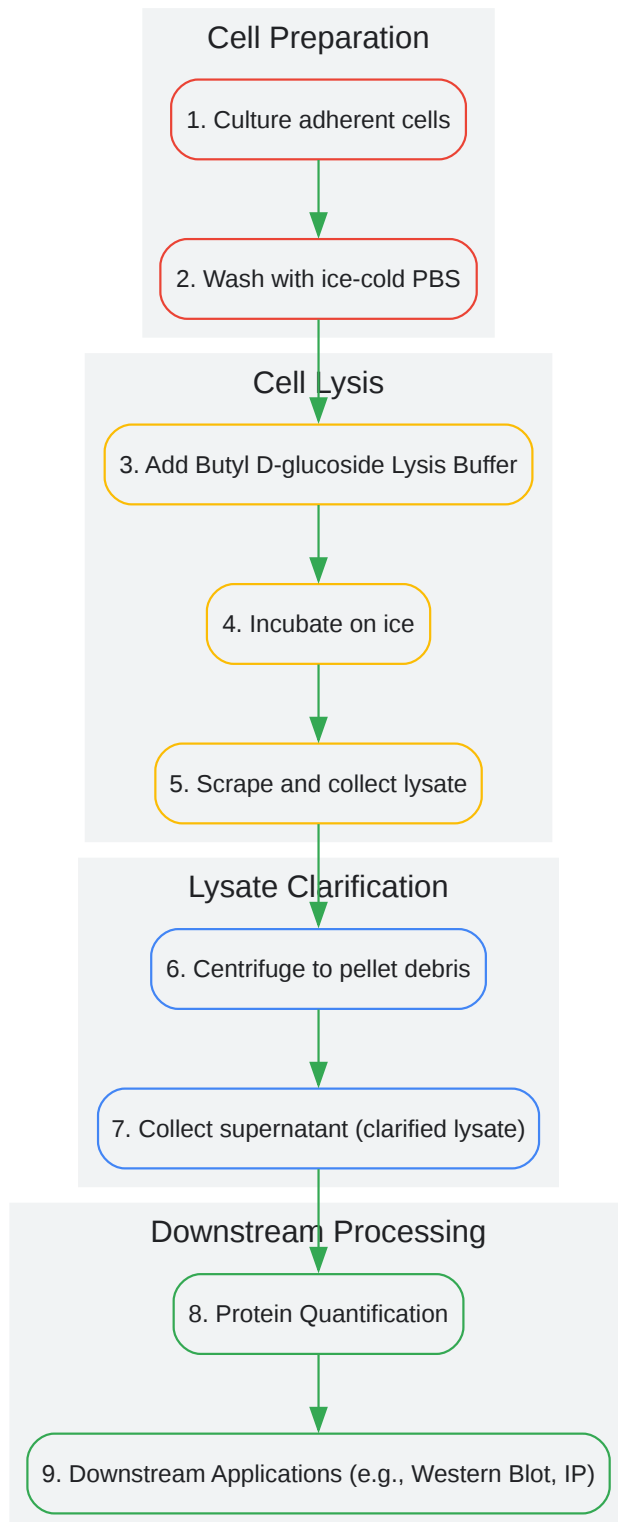 Cell Preparation
1. Culture adherent cells
2. Wash with ice-cold PBS
Cell Lysis
3. Add Butyl D-glucoside Lysis Buffer
4. Incubate on ice
5. Scrape and collect lysate
Lysate Clarification
6. Centrifuge to pellet debris
7. Collect supernatant (clarified lysate)
Downstream Processing
8. Protein Quantification
9. Downstream Applications (e.g., Western Blot, IP)